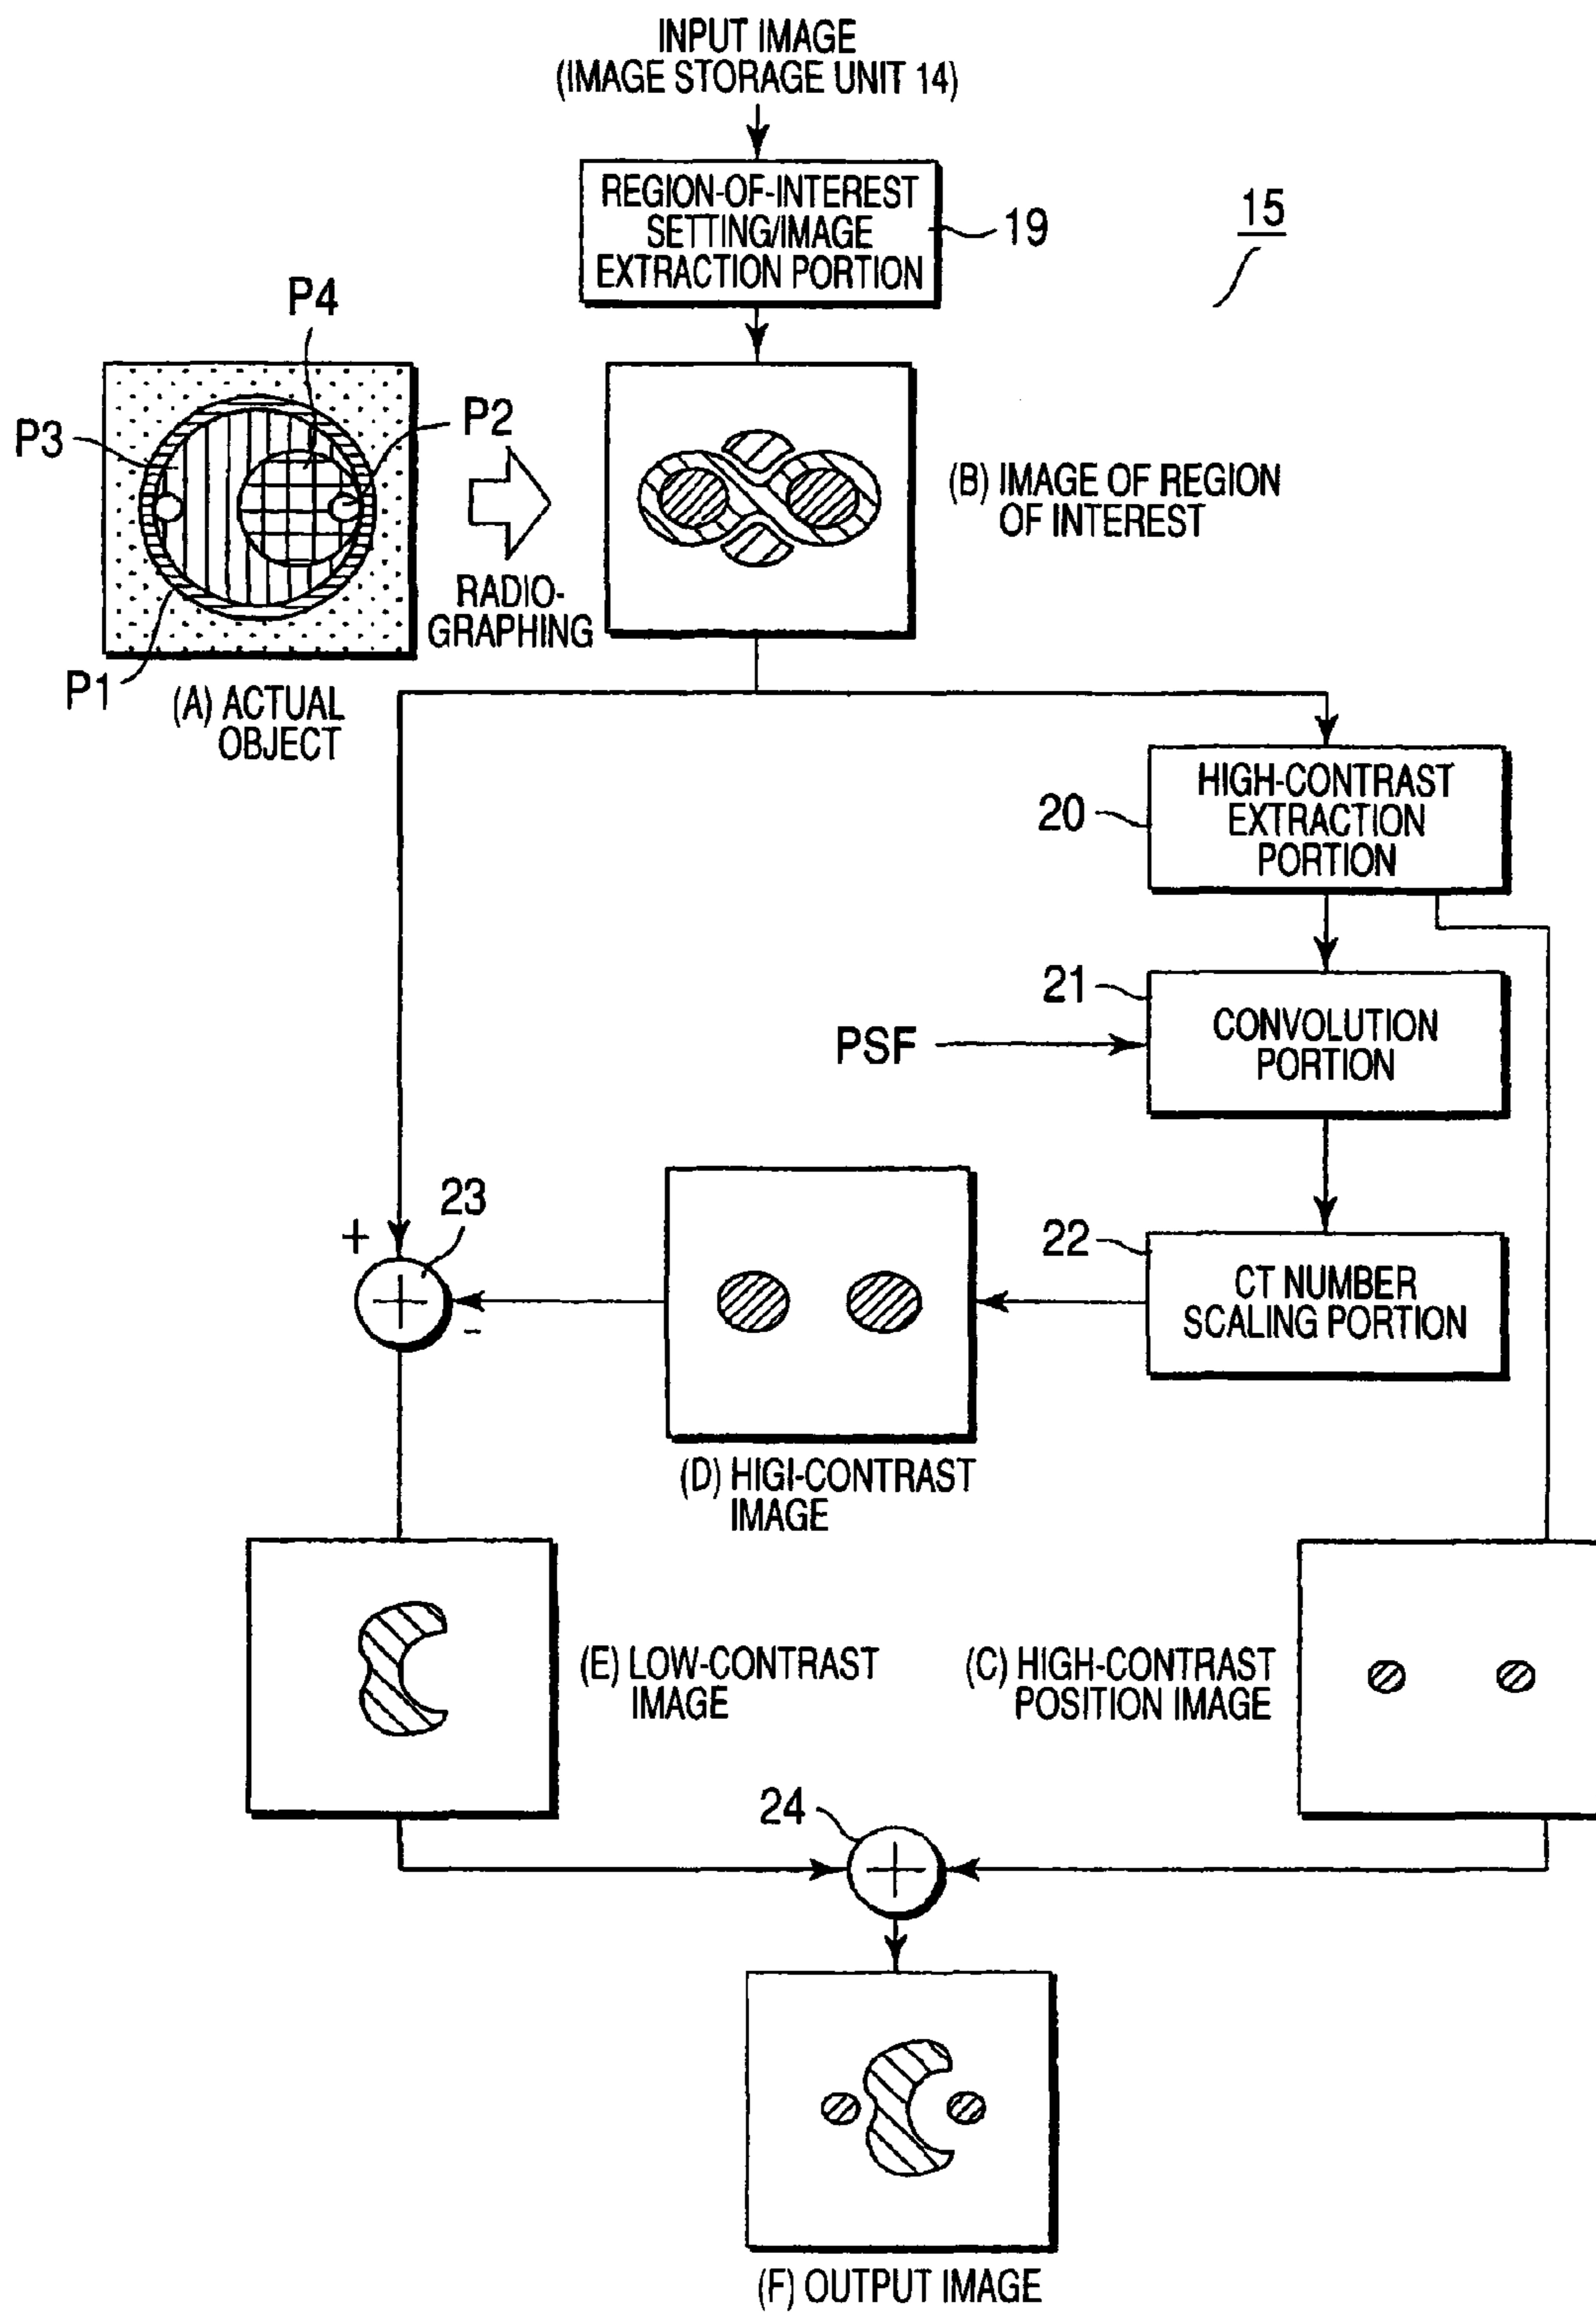 INPUT IMAGE
(IMAGE STORAGE UNIT 14)
REGION-OF-INTEREST
SETTING/IMAGE
EXTRACTION PORTION
19
15
P4
P3
P2
P1
(A) ACTUAL
OBJECT
RADIO-
GRAPHING
(B) IMAGE OF REGION
OF INTEREST
20
HIGH-CONTRAST
EXTRACTION
PORTION
21
PSF
CONVOLUTION
PORTION
22
CT NUMBER
SCALING PORTION
23
+
-
(D) HIGI-CONTRAST
IMAGE
(E) LOW-CONTRAST
IMAGE
(C) HIGH-CONTRAST
POSITION IMAGE
24
(F) OUTPUT IMAGE